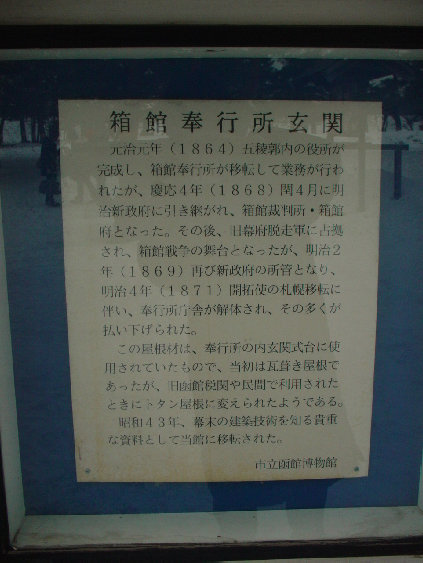 箱館奉行所玄関
元治元年（1864）五稜郭内の役所が
完成し、箱館奉行所が移転して業務が行わ
れたが、慶応4年（1868）閏4月に明
治新政府に引き継がれ、箱館裁判所・箱館
府となった。その後、旧幕府脱走軍に占拠
され、箱館戦争の舞台となったが、明治2
年（1869）再び新政府の所管となり、
明治4年（1871）開拓使の札幌移転に
伴い、奉行所庁舎が解体され、その多くが
払い下げられた。
この屋根材は、奉行所の内玄関式台に使
用されていたもので、当初は瓦葺き屋根で
あったが、旧函館税関や民間で利用された
ときにトタン屋根に変えられたようである。
昭和43年、幕末の建築技術を知る貴重
な資料として当館に移転された。
市立函館博物館